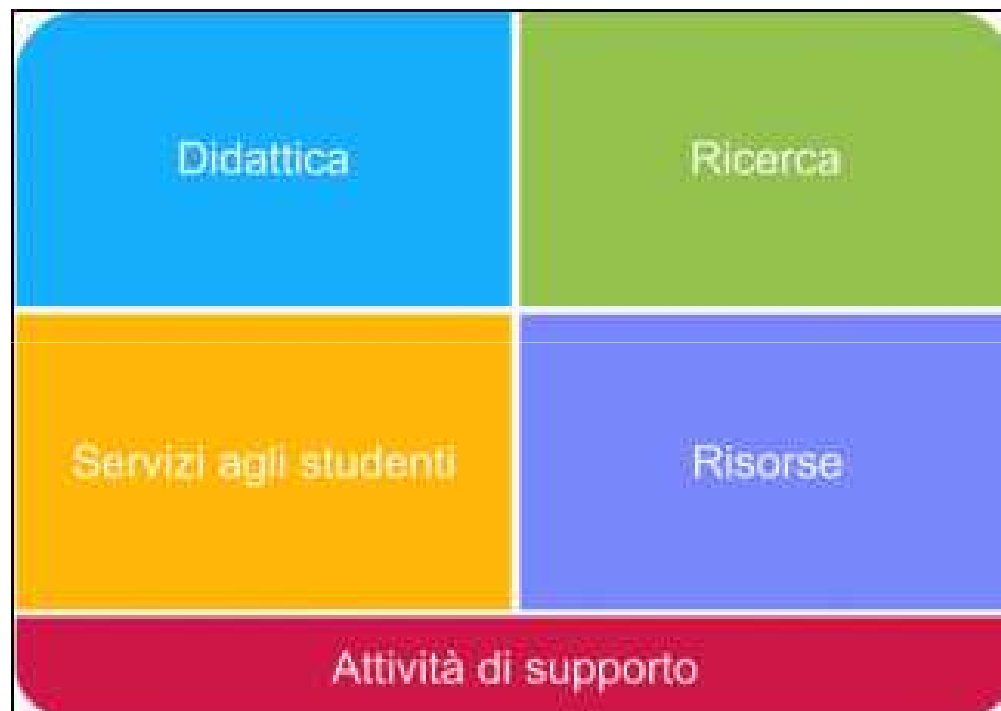 Didattica
Ricerca
Servizi agli studenti
Risorse
Attività di supporto